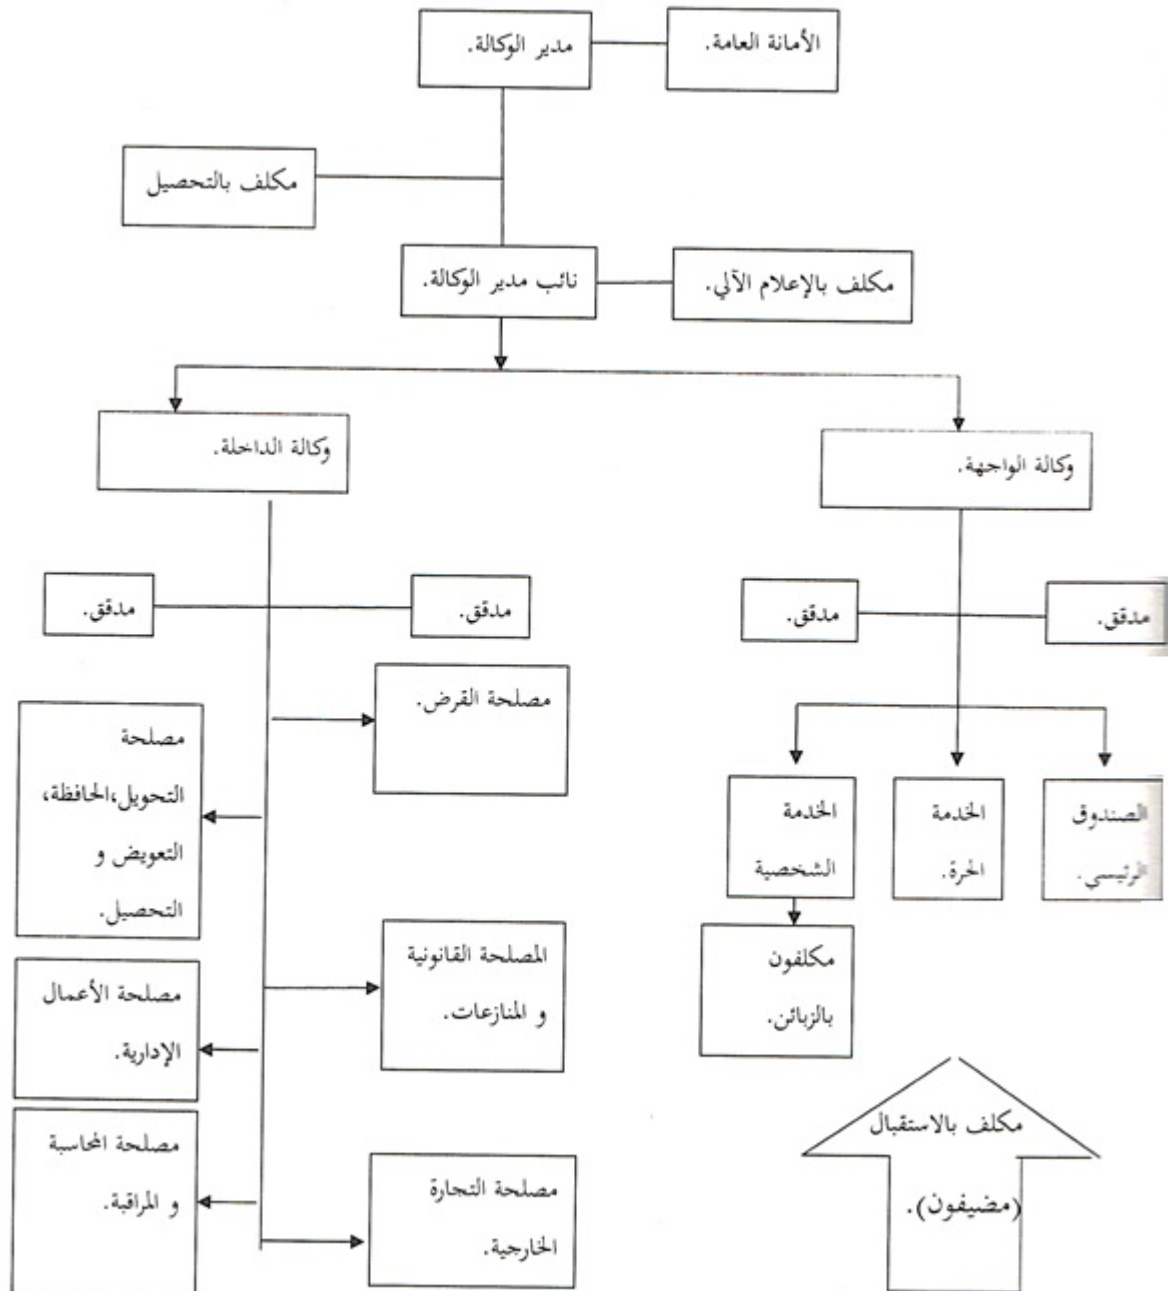 الأمانة العامة.
مدير الوكالة.
مكلف بالتحصيل
مكلف بالإعلام الآلي.
نائب مدير الوكالة.
وكالة الواجهة.
وكالة الداخلة.
مدقق.
مدقق.
مدقق.
مدقق.
الصندوق
الرئيسي.
الخدمة
الحرة.
الخدمة
الشخصية
مكلفون
بالزبائن.
مكلف بالاستقبال
(مضيفون).
مصلحة القرض.
مصلحة
التحويل،الحافظة،
التعويض و
التحصيل.
المصلحة القانونية
و المنازعات.
مصلحة الأعمال
الإدارية.
مصلحة المحاسبة
و المراقبة.
مصلحة التجارة
الخارجية.